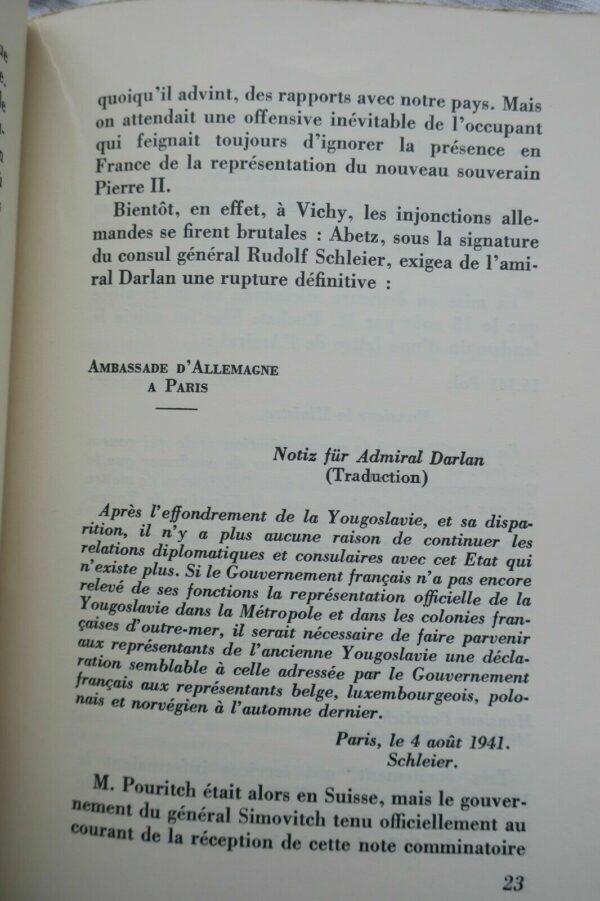 quoiqu'il advint, des rapports avec notre pays. Mais
on attendait une offensive inévitable de l'occupant
qui feignait toujours d'ignorer la présence en
France de la représentation du nouveau souverain
Pierre II.
Bientôt, en effet, à Vichy, les injonctions alle-
mandes se firent brutales : Abetz, sous la signature
du consul général Rudolf Schleier, exigea de l'ami-
ral Darlan une rupture définitive :
AMBASSADE D'ALLEMAGNE
A PARIS
Notiz für Admiral Darlan
(Traduction)
Après l'effondrement de la Yougoslavie, et sa dispa-
rition, il n'y a plus aucune raison de continuer les
relations diplomatiques et consulaires avec cet Etat qui
n'existe plus. Si le Gouvernement français n'a pas encore
relevé de ses fonctions la représentation officielle de la
Yougoslavie dans la Métropole et dans les colonies fran-
çaises d'outre-mer, il serait nécessaire de faire parvenir
aux représentants de l'ancienne Yougoslavie une décla-
ration semblable à celle adressée par le Gouvernement
français aux représentants belge, luxembourgeois, polo-
nais et norvégien à l'automne dernier.
Paris, le 4 août 1941.
Schleier.
M. Pouritch était alors en Suisse, mais le gouver-
nement du général Simovitch tenu officiellement au
courant de la réception de cette note comminatoire
23